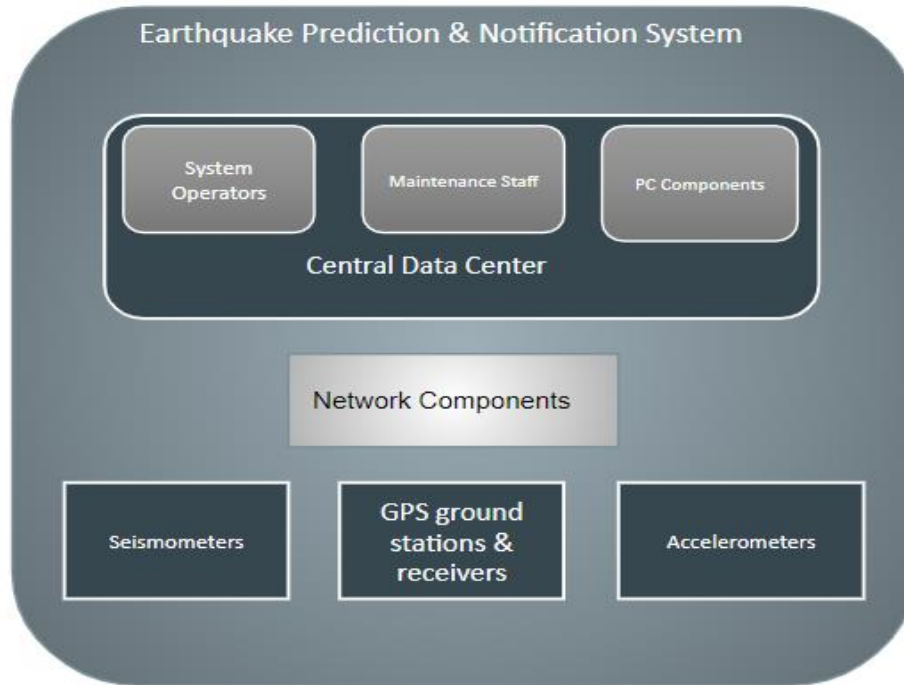 Earthquake Prediction & Notification System
System
Operators
Maintenance Staff
PC Components
Central Data Center
Network Components
Seismometers
GPS ground
stations &
receivers
Accelerometers